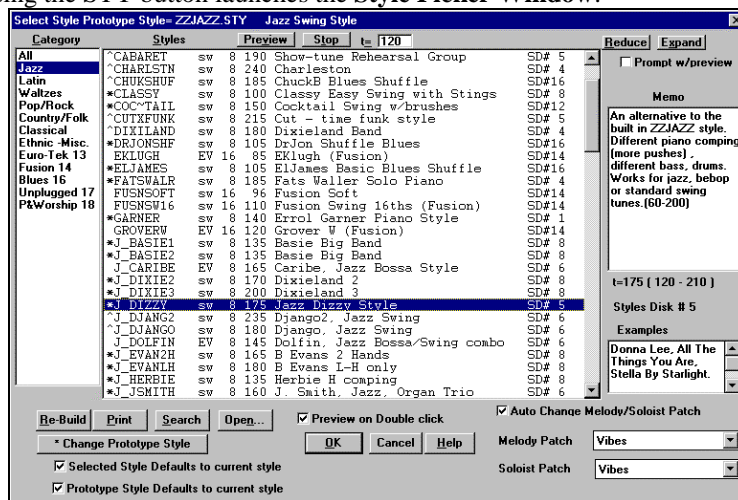 ing the STY button launches the Style Picker Window.
Select Style Prototype Style= ZZJAZZ.STY Jazz Swing Style
Category Styles Preview Stop t= 120 Reduce Expand
Prompt w/preview
All
Jazz
Latin
Waltzes
Pop/Rock
Country/Folk
Classical
Ethnic -Misc.
Euro-Tek 13
Fusion 14
Blues 16
Unplugged 17
P&Worship 18
^CABARET sw 8 190 Show-tune Rehearsal Group SD# 5
^CHARLSTN sw 8 240 Charleston SD# 4
^CHUKSHUF sw 8 185 ChuckB Blues Shuffle SD#16
*CLASSY sw 8 100 Classy Easy Swing with Stings SD# 8
*COC~TAIL sw 8 150 Cocktail Swing w/brushes SD#12
^CUTXFUNK sw 8 215 Cut - time funk style SD# 5
^DIXILAND sw 8 180 Dixieland Band SD# 4
*DRJONSHF sw 8 105 DrJon Shuffle Blues SD#16
EKLUGH EV 16 85 EKlugh (Fusion) SD#14
*ELJAMES sw 8 105 ElJames Basic Blues Shuffle SD#16
*FATSWALR sw 8 185 Fats Waller Solo Piano SD# 4
FUSNSOFT sw 16 96 Fusion Soft SD#14
FUSNSW16 sw 16 110 Fusion Swing 16ths (Fusion) SD#14
*GARNER sw 8 140 Errol Garner Piano Style SD# 1
GROVERW EV 16 120 Grover W (Fusion) SD#14
*J_BASIE1 sw 8 135 Basie Big Band SD# 8
*J_BASIE2 sw 8 135 Basie Big Band SD# 8
J_CARIBE EV 8 165 Caribe, Jazz Bossa Style SD# 6
*J_DIXIE2 sw 8 170 Dixieland 2 SD# 8
*J_DIXIE3 sw 8 200 Dixieland 3 SD# 8
*J_DIZZY sw 8 175 Jazz Dizzy Style SD# 5
^J_DJANG2 sw 8 235 Django2, Jazz Swing SD# 6
^J_DJANGO sw 8 180 Django, Jazz Swing SD# 6
J_DOLFIN EV 8 145 Dolfin, Jazz Bossa/Swing combo SD# 6
*J_EVAN2H sw 8 165 B Evans 2 Hands SD# 8
*J_EVANLH sw 8 180 B Evans L-H only SD# 8
*J_HERBIE sw 8 135 Herbie H comping SD# 8
*J_JSMITH sw 8 160 J. Smith, Jazz, Organ Trio SD# 6
Memo
An alternative to the
built in ZZJAZZ style.
Different piano comping
(more pushes) ,
different bass, drums.
Works for jazz, bebop
or standard swing
tunes.(60-200)
t=175 ( 120 - 210 )
Styles Disk # 5
Examples
Donna Lee, All The
Things You Are,
Stella By Starlight.
Re-Build Print Search Open... Preview on Double click Auto Change Melody/Soloist Patch
* Change Prototype Style OK Cancel Help Melody Patch Vibes
Selected Style Defaults to current style Soloist Patch Vibes
Prototype Style Defaults to current style